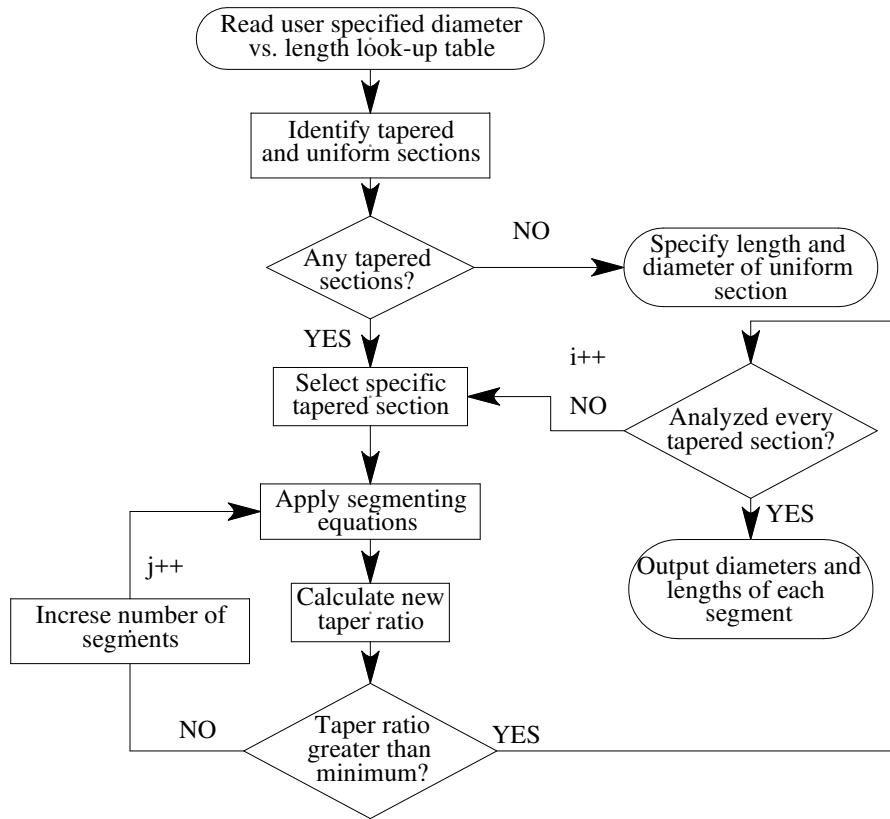 Read user specified diameter
vs. length look-up table
Identify tapered
and uniform sections
Any tapered
sections?
NO
Specify length and
diameter of uniform
section
YES
Select specific
tapered section
i++
NO
Analyzed every
tapered section?
YES
Output diameters and
lengths of each
segment
Apply segmenting
equations
j++
Increse number of
segments
Calculate new
taper ratio
NO
Taper ratio
greater than
minimum?
YES